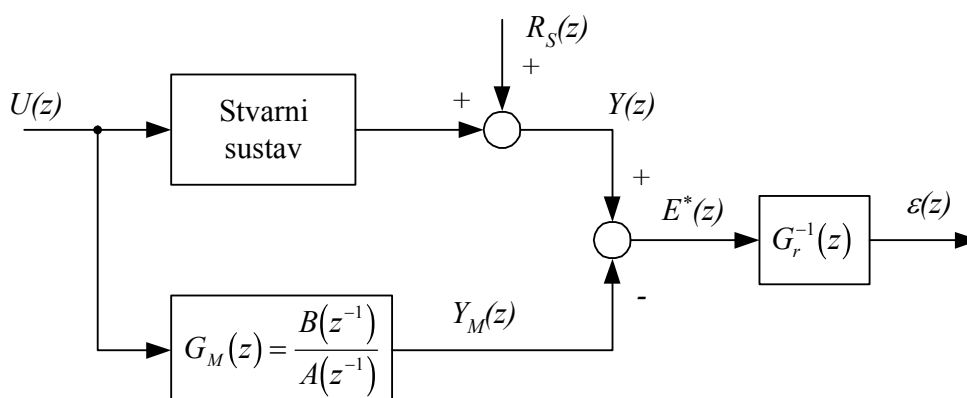 R_S(z)
+
U(z)
Stvarni
sustav
+
Y(z)
+
E^*(z)
G_r^{-1}(z)
ε(z)
-
G_M(z) = B(z^{-1}) / A(z^{-1})
Y_M(z)